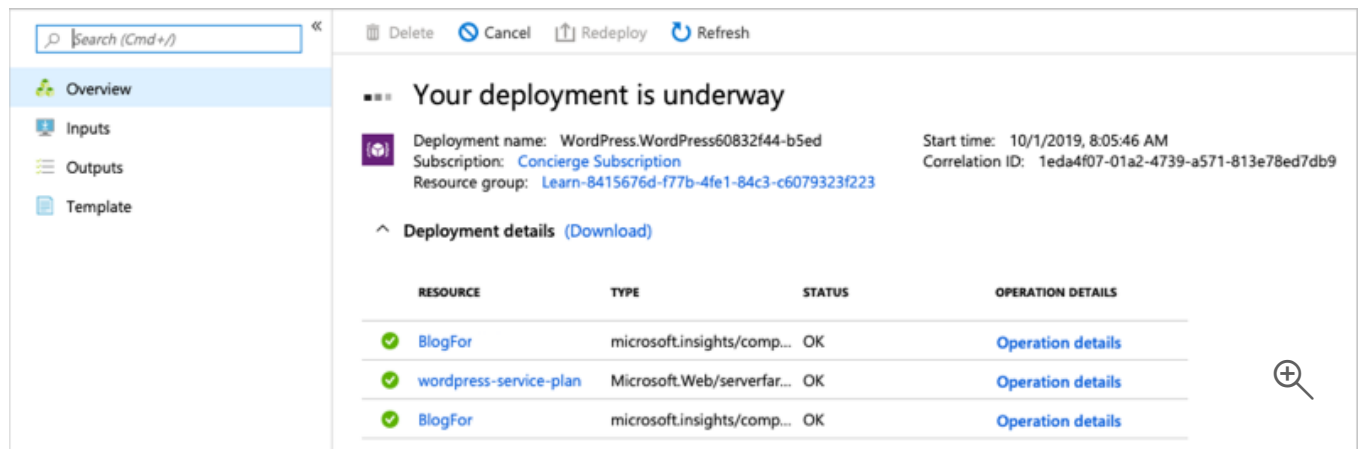 Search (Cmd+/)
«
Delete Cancel Redeploy Refresh
Overview
Inputs
Outputs
Template
Your deployment is underway
Deployment name: WordPress.WordPress60832f44-b5ed
Subscription: Concierge Subscription
Resource group: Learn-8415676d-f77b-4fe1-84c3-c6079323f223
Start time: 10/1/2019, 8:05:46 AM
Correlation ID: 1eda4f07-01a2-4739-a571-813e78ed7db9
Deployment details (Download)
RESOURCE TYPE STATUS OPERATION DETAILS
BlogFor microsoft.insights/comp... OK Operation details
wordpress-service-plan Microsoft.Web/serverfar... OK Operation details
BlogFor microsoft.insights/comp... OK Operation details